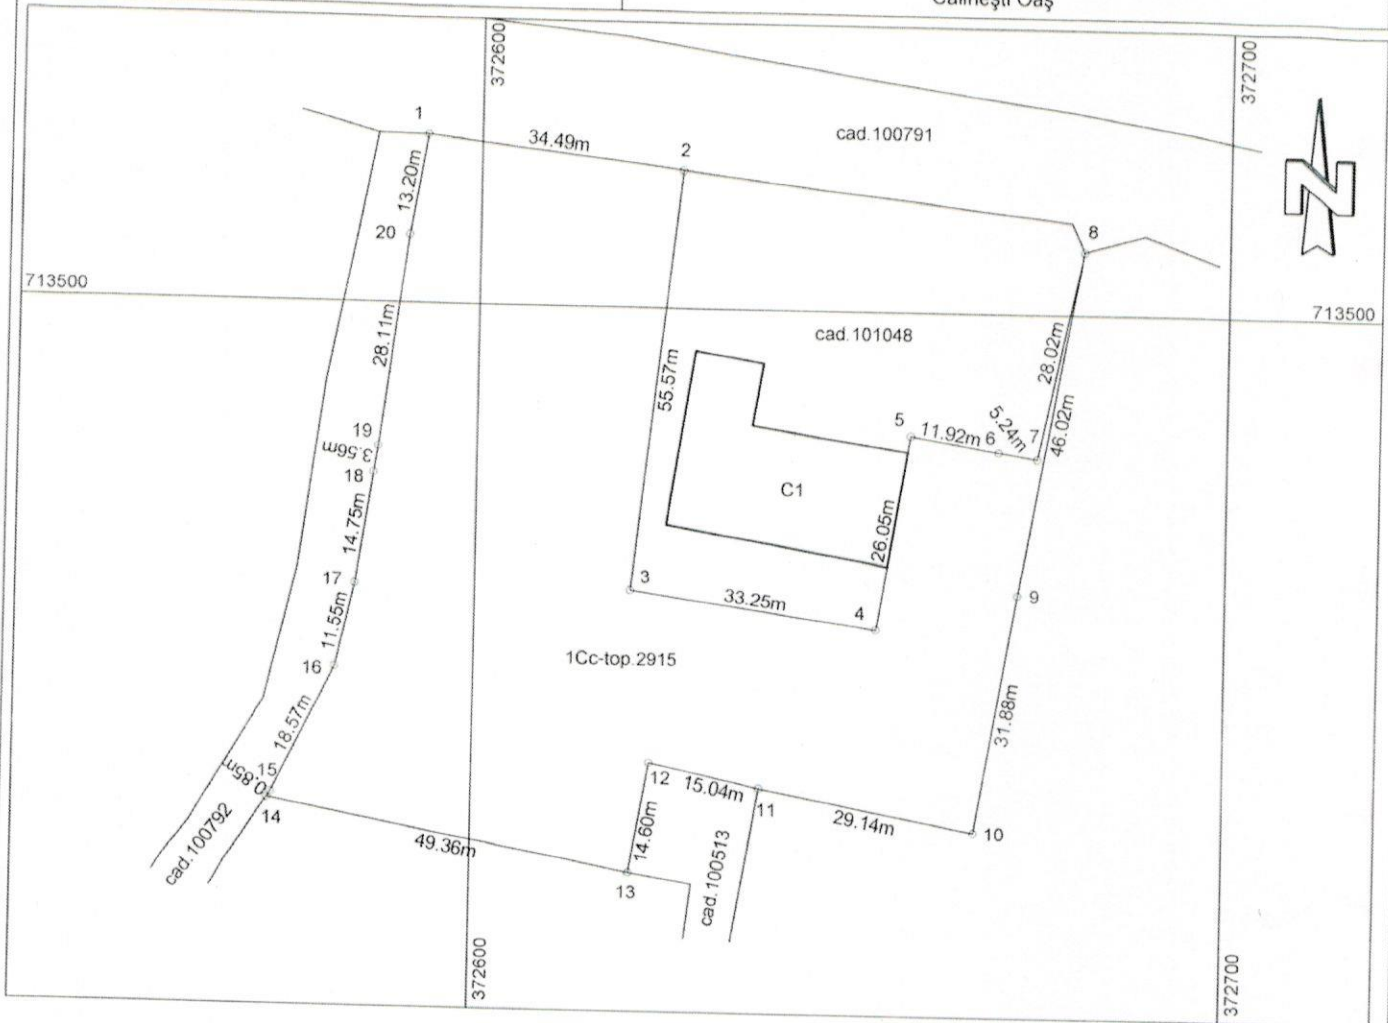 Călinești Oaș
372600
372700
1
34.49m
2
cad.100791
13.20m
20
8
N
713500
713500
28.11m
cad.101048
55.57m
28.02m
5
11.92m
6
5.24m
7
46.02m
19
3.56m
18
C1
14.75m
26.05m
17
3
33.25m
4
9
11.55m
16
1Cc-top.2915
18.57m
31.88m
15
0.85m
14
12
15.04m
11
29.14m
10
49.36m
14.60m
13
cad.100792
cad.100513
372600
372700